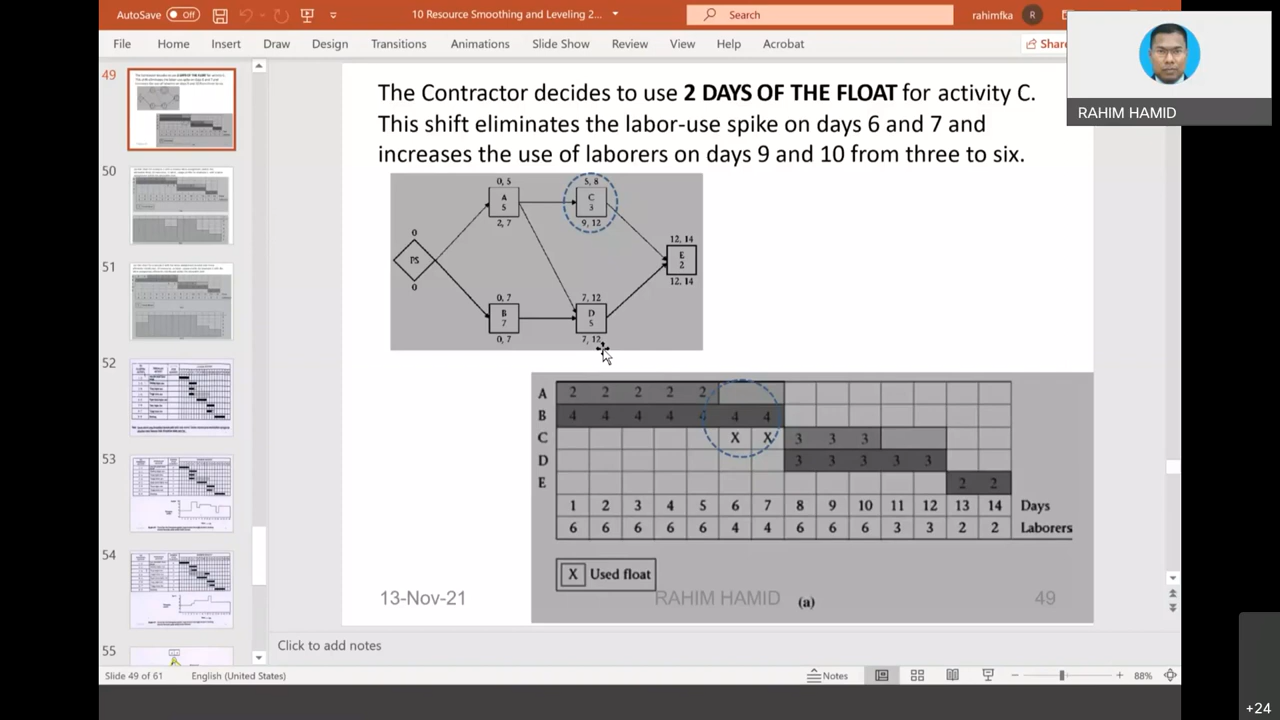 AutoSave Off
10 Resource Smoothing and Leveling 2...
Search
rahimfka R
File Home Insert Draw Design Transitions Animations Slide Show Review View Help Acrobat
RAHIM HAMID
49
50
51
52
53
54
55
The Contractor decides to use 2 DAYS OF THE FLOAT for activity C.
This shift eliminates the labor-use spike on days 6 and 7 and
increases the use of laborers on days 9 and 10 from three to six.
0, 5 5, 8
A C
5 3
2, 7 9, 12
0 12, 14
PS E
2
0 12, 14
0, 7 7, 12
B D
7 5
0, 7 7, 12
A 2 2 2 2
B 4 4 4 4 4 4
C X X 3 3 3
D 3 3 3 3 3
E 2 2
1 3 4 5 6 7 8 9 10 11 12 13 14 Days
6 6 6 6 4 4 6 6 6 3 3 2 2 Laborers
X Used float
13-Nov-21 RAHIM HAMID (a) 49
Click to add notes
Slide 49 of 61 English (United States) Notes 88%
+24